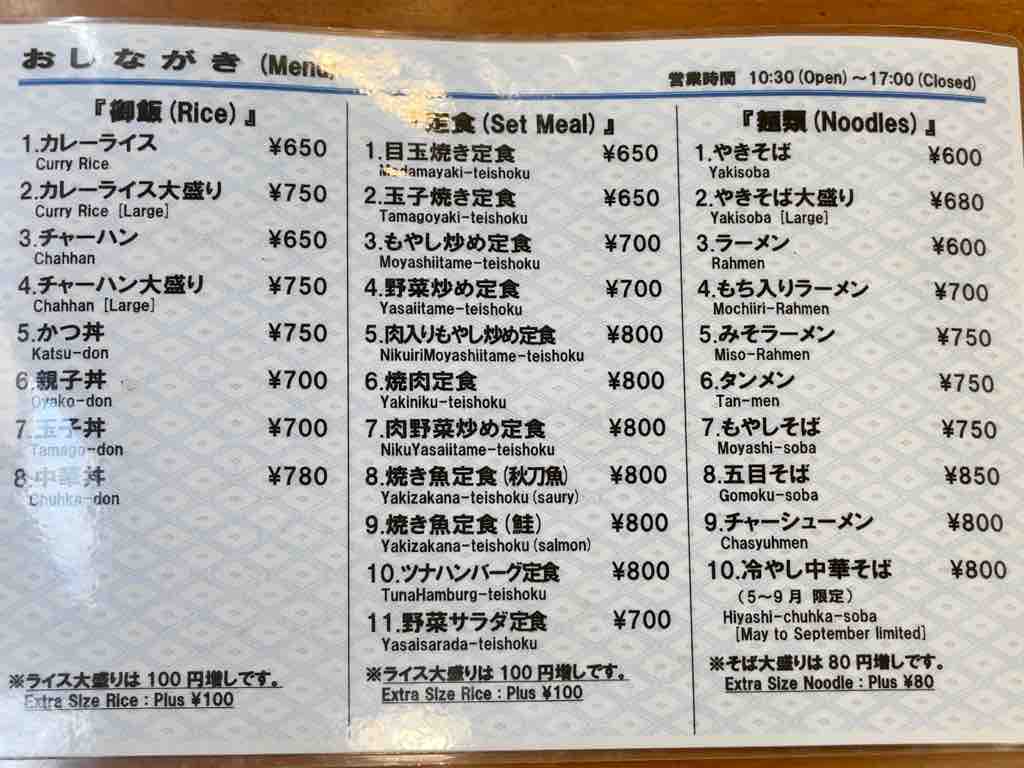 おしながき (Menu)
営業時間 10:30(Open)～17:00(Closed)
『御飯(Rice)』
1.カレーライス ¥650
Curry Rice
2.カレーライス大盛り ¥750
Curry Rice [Large]
3.チャーハン ¥650
Chahhan
4.チャーハン大盛り ¥750
Chahhan [Large]
5.かつ丼 ¥750
Katsu-don
6.親子丼 ¥700
Oyako-don
7.玉子丼 ¥700
Tamago-don
8.中華丼 ¥780
Chuhka-don
※ライス大盛りは 100 円増しです。
Extra Size Rice : Plus ¥100
定食(Set Meal)』
1.目玉焼き定食 ¥650
Medamayaki-teishoku
2.玉子焼き定食 ¥650
Tamagoyaki-teishoku
3.もやし炒め定食 ¥700
Moyashiitame-teishoku
4.野菜炒め定食 ¥700
Yasaiitame-teishoku
5.肉入りもやし炒め定食 ¥800
NikuiriMoyashiitame-teishoku
6.焼肉定食 ¥800
Yakiniku-teishoku
7.肉野菜炒め定食 ¥800
NikuYasaiitame-teishoku
8.焼き魚定食(秋刀魚) ¥800
Yakizakana-teishoku(saury)
9.焼き魚定食(鮭) ¥800
Yakizakana-teishoku(salmon)
10.ツナハンバーグ定食 ¥800
TunaHamburg-teishoku
11.野菜サラダ定食 ¥700
Yasaisarada-teishoku
※ライス大盛りは 100 円増しです。
Extra Size Rice : Plus ¥100
『麺類(Noodles)』
1.やきそば ¥600
Yakisoba
2.やきそば大盛り ¥680
Yakisoba [Large]
3.ラーメン ¥600
Rahmen
4.もち入りラーメン ¥700
Mochiiri-Rahmen
5.みそラーメン ¥750
Miso-Rahmen
6.タンメン ¥750
Tan-men
7.もやしそば ¥750
Moyashi-soba
8.五目そば ¥850
Gomoku-soba
9.チャーシューメン ¥800
Chasyuhmen
10.冷やし中華そば ¥800
(5～9月 限定)
Hiyashi-chuhka-soba
[May to September limited]
※そば大盛りは 80 円増しです。
Extra Size Noodle : Plus ¥80